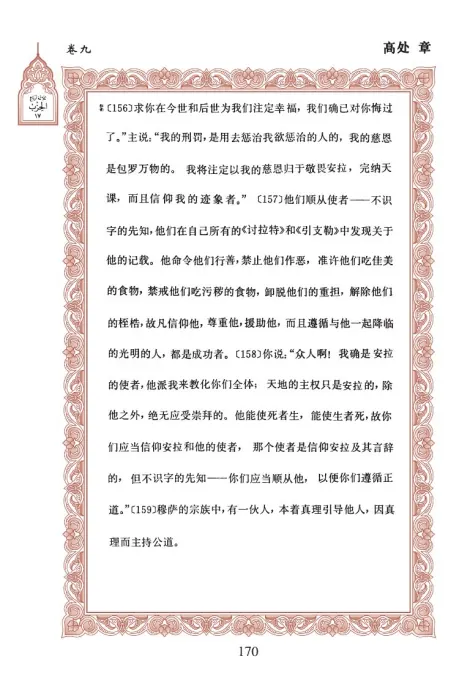 卷九
高处 章
الحزب
١٧
〔156〕求你在今世和后世为我们注定幸福，我们确已对你悔过
了。”主说：“我的刑罚，是用去惩治我欲惩治的人的，我的慈恩
是包罗万物的。我将注定以我的慈恩归于敬畏安拉，完纳天
课，而且信仰我的迹象者。”〔157〕他们顺从使者——不识
字的先知，他们在自己所有的《讨拉特》和《引支勒》中发现关于
他的记载。他命令他们行善，禁止他们作恶，准许他们吃佳美
的食物，禁戒他们吃污秽的食物，卸脱他们的重担，解除他们
的桎梏，故凡信仰他，尊重他，援助他，而且遵循与他一起降临
的光明的人，都是成功者。〔158〕你说：“众人啊！我确是安拉
的使者，他派我来教化你们全体；天地的主权只是安拉的，除
他之外，绝无应受崇拜的。他能使死者生，能使生者死，故你
们应当信仰安拉和他的使者，那个使者是信仰安拉及其言辞
的，但不识字的先知——你们应当顺从他，以便你们遵循正
道。”〔159〕穆萨的宗族中，有一伙人，本着真理引导他人，因真
理而主持公道。
170